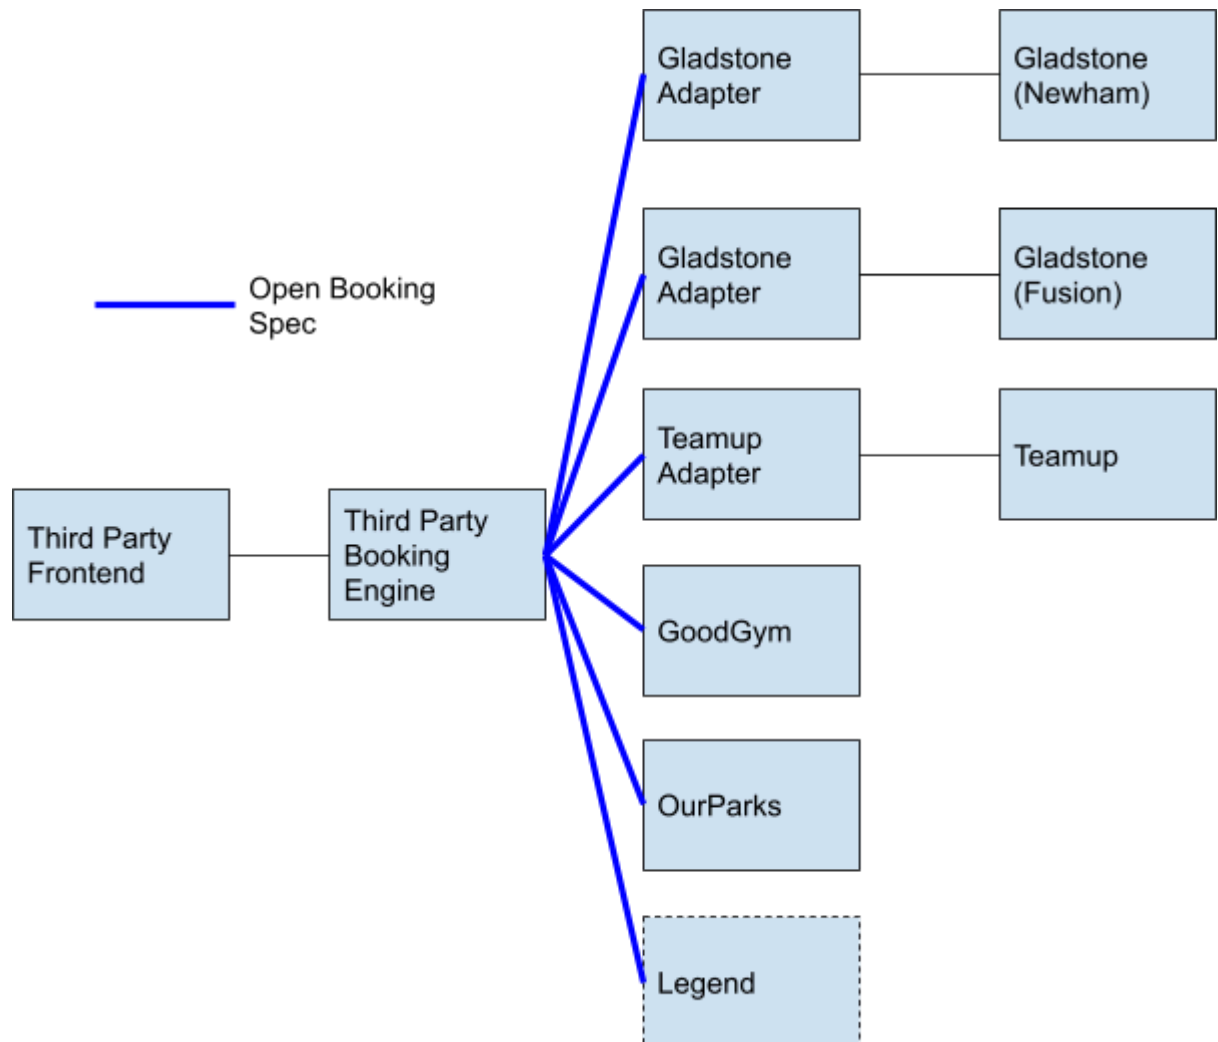 Gladstone
Adapter
Gladstone
(Newham)
Gladstone
Adapter
Gladstone
(Fusion)
Open Booking
Spec
Teamup
Adapter
Teamup
Third Party
Frontend
Third Party
Booking
Engine
GoodGym
OurParks
Legend